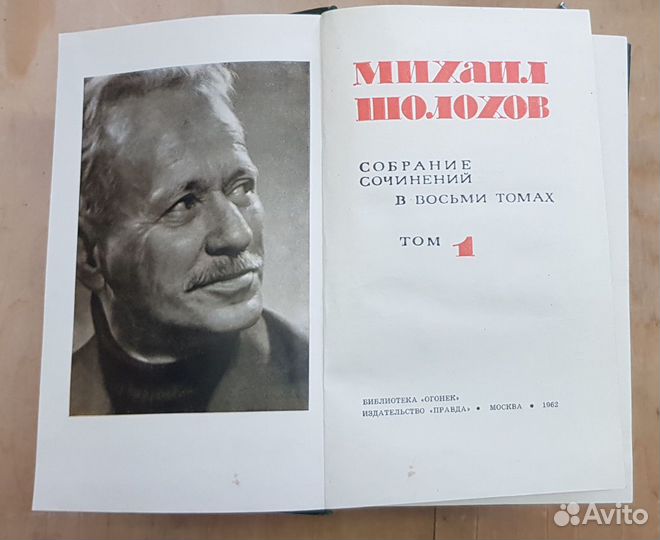 МИХАИЛ
ШОЛОХОВ
СОБРАНИЕ
СОЧИНЕНИЙ
В ВОСЬМИ ТОМАХ
ТОМ 1
БИБЛИОТЕКА «ОГОНЕК»
ИЗДАТЕЛЬСТВО «ПРАВДА» • МОСКВА • 1962
Avito